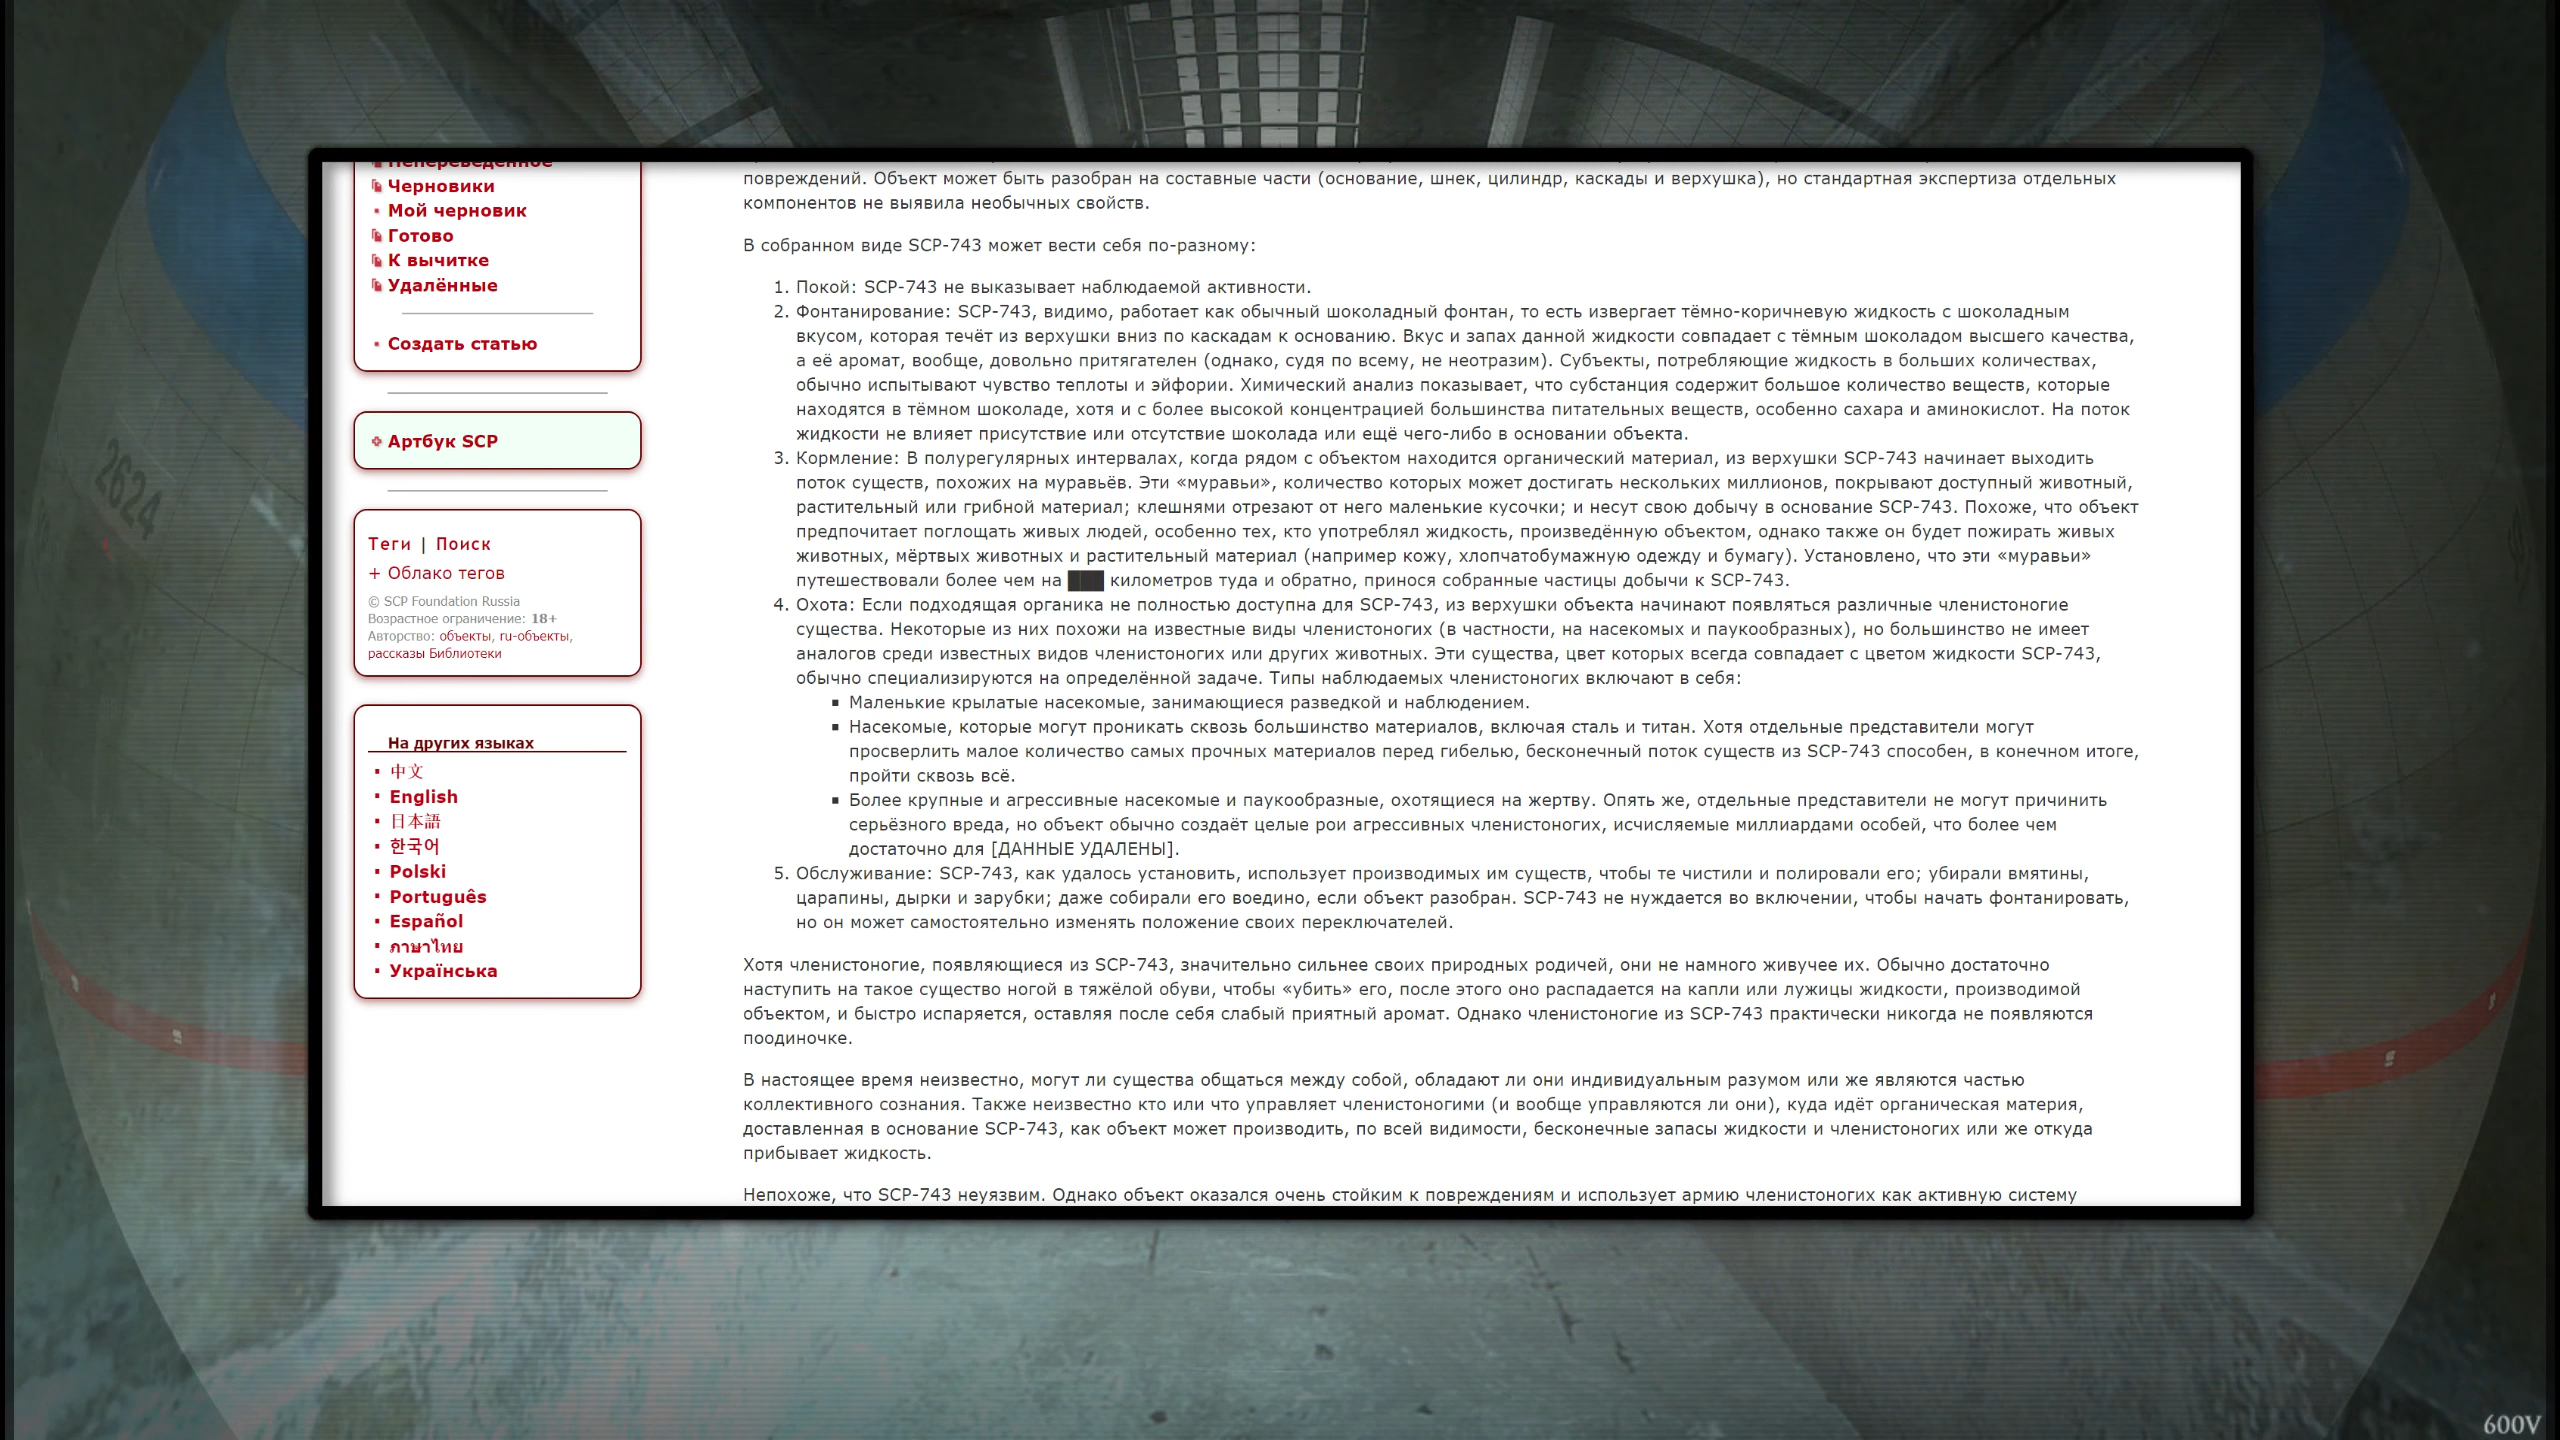 Непереведённое
Черновики
Мой черновик
Готово
К вычитке
Удалённые
Создать статью
Артбук SCP
Теги | Поиск
+ Облако тегов
© SCP Foundation Russia
Возрастное ограничение: 18+
Авторство: объекты, ru-объекты,
рассказы Библиотеки
На других языках
中文
English
日本語
한국어
Polski
Português
Español
ภาษาไทย
Українська
повреждений. Объект может быть разобран на составные части (основание, шнек, цилиндр, каскады и верхушка), но стандартная экспертиза отдельных
компонентов не выявила необычных свойств.
В собранном виде SCP-743 может вести себя по-разному:
1. Покой: SCP-743 не выказывает наблюдаемой активности.
2. Фонтанирование: SCP-743, видимо, работает как обычный шоколадный фонтан, то есть извергает тёмно-коричневую жидкость с шоколадным
вкусом, которая течёт из верхушки вниз по каскадам к основанию. Вкус и запах данной жидкости совпадает с тёмным шоколадом высшего качества,
а её аромат, вообще, довольно притягателен (однако, судя по всему, не неотразим). Субъекты, потребляющие жидкость в больших количествах,
обычно испытывают чувство теплоты и эйфории. Химический анализ показывает, что субстанция содержит большое количество веществ, которые
находятся в тёмном шоколаде, хотя и с более высокой концентрацией большинства питательных веществ, особенно сахара и аминокислот. На поток
жидкости не влияет присутствие или отсутствие шоколада или ещё чего-либо в основании объекта.
3. Кормление: В полурегулярных интервалах, когда рядом с объектом находится органический материал, из верхушки SCP-743 начинает выходить
поток существ, похожих на муравьёв. Эти «муравьи», количество которых может достигать нескольких миллионов, покрывают доступный животный,
растительный или грибной материал; клешнями отрезают от него маленькие кусочки; и несут свою добычу в основание SCP-743. Похоже, что объект
предпочитает поглощать живых людей, особенно тех, кто употреблял жидкость, произведённую объектом, однако также он будет пожирать живых
животных, мёртвых животных и растительный материал (например кожу, хлопчатобумажную одежду и бумагу). Установлено, что эти «муравьи»
путешествовали более чем на ███ километров туда и обратно, принося собранные частицы добычи к SCP-743.
4. Охота: Если подходящая органика не полностью доступна для SCP-743, из верхушки объекта начинают появляться различные членистоногие
существа. Некоторые из них похожи на известные виды членистоногих (в частности, на насекомых и паукообразных), но большинство не имеет
аналогов среди известных видов членистоногих или других животных. Эти существа, цвет которых всегда совпадает с цветом жидкости SCP-743,
обычно специализируются на определённой задаче. Типы наблюдаемых членистоногих включают в себя:
▪ Маленькие крылатые насекомые, занимающиеся разведкой и наблюдением.
▪ Насекомые, которые могут проникать сквозь большинство материалов, включая сталь и титан. Хотя отдельные представители могут
просверлить малое количество самых прочных материалов перед гибелью, бесконечный поток существ из SCP-743 способен, в конечном итоге,
пройти сквозь всё.
▪ Более крупные и агрессивные насекомые и паукообразные, охотящиеся на жертву. Опять же, отдельные представители не могут причинить
серьёзного вреда, но объект обычно создаёт целые рои агрессивных членистоногих, исчисляемые миллиардами особей, что более чем
достаточно для [ДАННЫЕ УДАЛЕНЫ].
5. Обслуживание: SCP-743, как удалось установить, использует производимых им существ, чтобы те чистили и полировали его; убирали вмятины,
царапины, дырки и зарубки; даже собирали его воедино, если объект разобран. SCP-743 не нуждается во включении, чтобы начать фонтанировать,
но он может самостоятельно изменять положение своих переключателей.
Хотя членистоногие, появляющиеся из SCP-743, значительно сильнее своих природных родичей, они не намного живучее их. Обычно достаточно
наступить на такое существо ногой в тяжёлой обуви, чтобы «убить» его, после этого оно распадается на капли или лужицы жидкости, производимой
объектом, и быстро испаряется, оставляя после себя слабый приятный аромат. Однако членистоногие из SCP-743 практически никогда не появляются
поодиночке.
В настоящее время неизвестно, могут ли существа общаться между собой, обладают ли они индивидуальным разумом или же являются частью
коллективного сознания. Также неизвестно кто или что управляет членистоногими (и вообще управляются ли они), куда идёт органическая материя,
доставленная в основание SCP-743, как объект может производить, по всей видимости, бесконечные запасы жидкости и членистоногих или же откуда
прибывает жидкость.
Непохоже, что SCP-743 неуязвим. Однако объект оказался очень стойким к повреждениям и использует армию членистоногих как активную систему
2624
600V